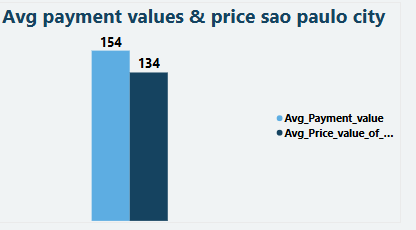 Avg payment values & price sao paulo city
154
134
Avg_Payment_value
Avg_Price_value_of_...